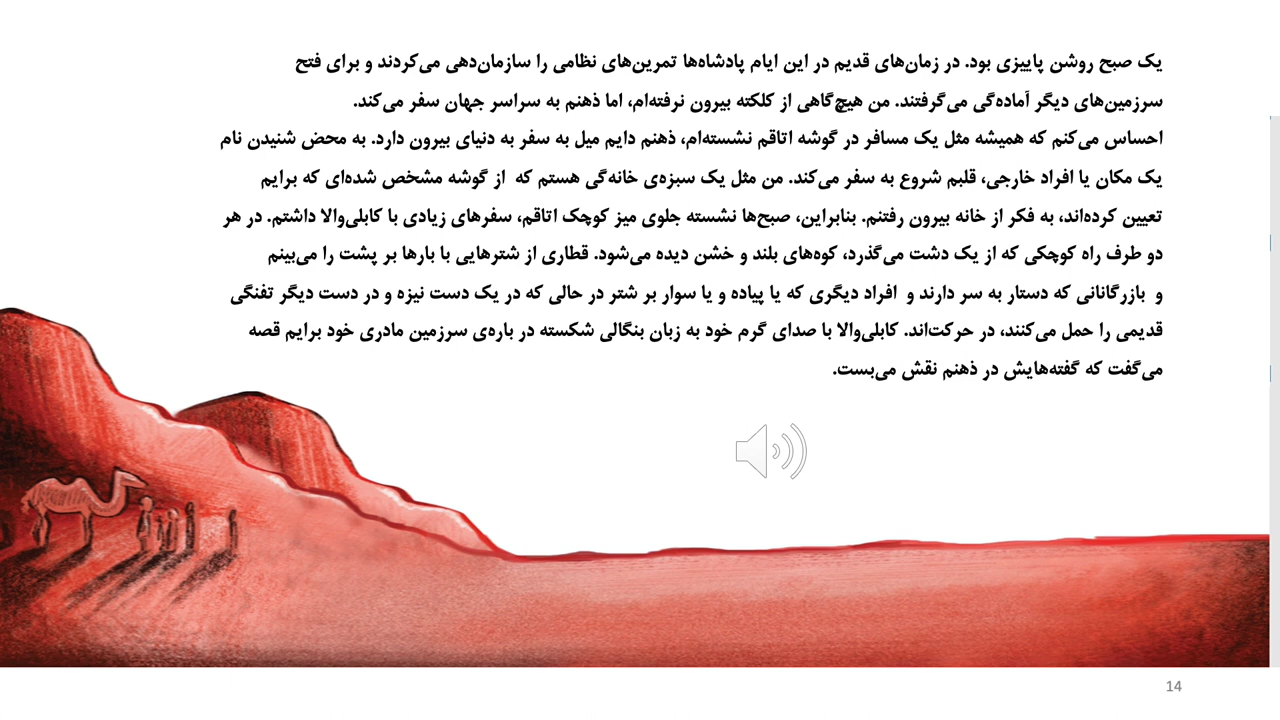 یک صبح روشن پاییزی بود. در زمان‌های قدیم در این ایام پادشاه‌ها تمرین‌های نظامی را سازمان‌دهی می‌کردند و برای فتح
سرزمین‌های دیگر آماده‌گی می‌گرفتند. من هیچ‌گاهی از کلکته بیرون نرفته‌ام، اما ذهنم به سراسر جهان سفر می‌کند.
احساس می‌کنم که همیشه مثل یک مسافر در گوشه اتاقم نشسته‌ام، ذهنم دایم میل به سفر به دنیای بیرون دارد. به محض شنیدن نام
یک مکان یا افراد خارجی، قلبم شروع به سفر می‌کند. من مثل یک سبزه‌ی خانه‌گی هستم که از گوشه مشخص شده‌ای که برایم
تعیین کرده‌اند، به فکر از خانه بیرون رفتنم. بنابراین، صبح‌ها نشسته جلوی میز کوچک اتاقم، سفرهای زیادی با کابلی‌والا داشتم. در هر
دو طرف راه کوچکی که از یک دشت می‌گذرد، کوه‌های بلند و خشن دیده می‌شود. قطاری از شترهایی با بارها بر پشت را می‌بینم
و بازرگانانی که دستار به سر دارند و افراد دیگری که یا پیاده و یا سوار بر شتر در حالی که در یک دست نیزه و در دست دیگر تفنگی
قدیمی را حمل می‌کنند، در حرکت‌اند. کابلی‌والا با صدای گرم خود به زبان بنگالی شکسته در باره‌ی سرزمین مادری خود برایم قصه
می‌گفت که گفته‌هایش در ذهنم نقش می‌بست.
14